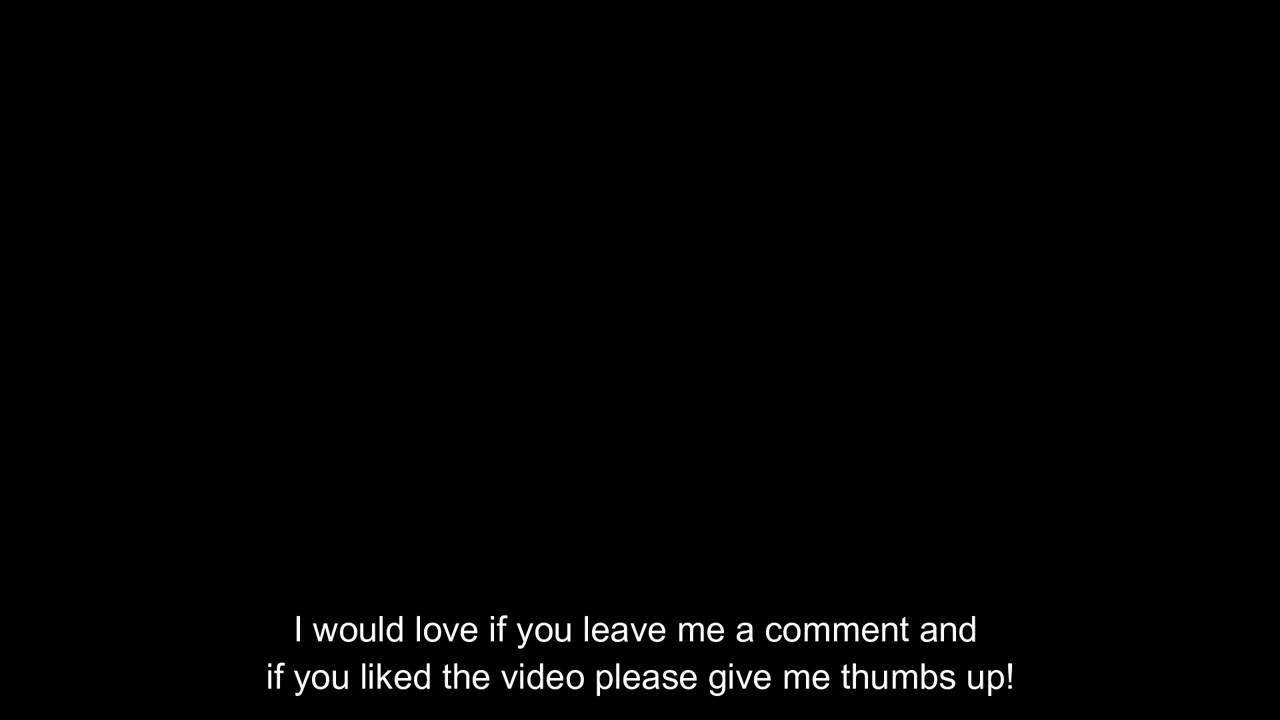 I would love if you leave me a comment and
if you liked the video please give me thumbs up!